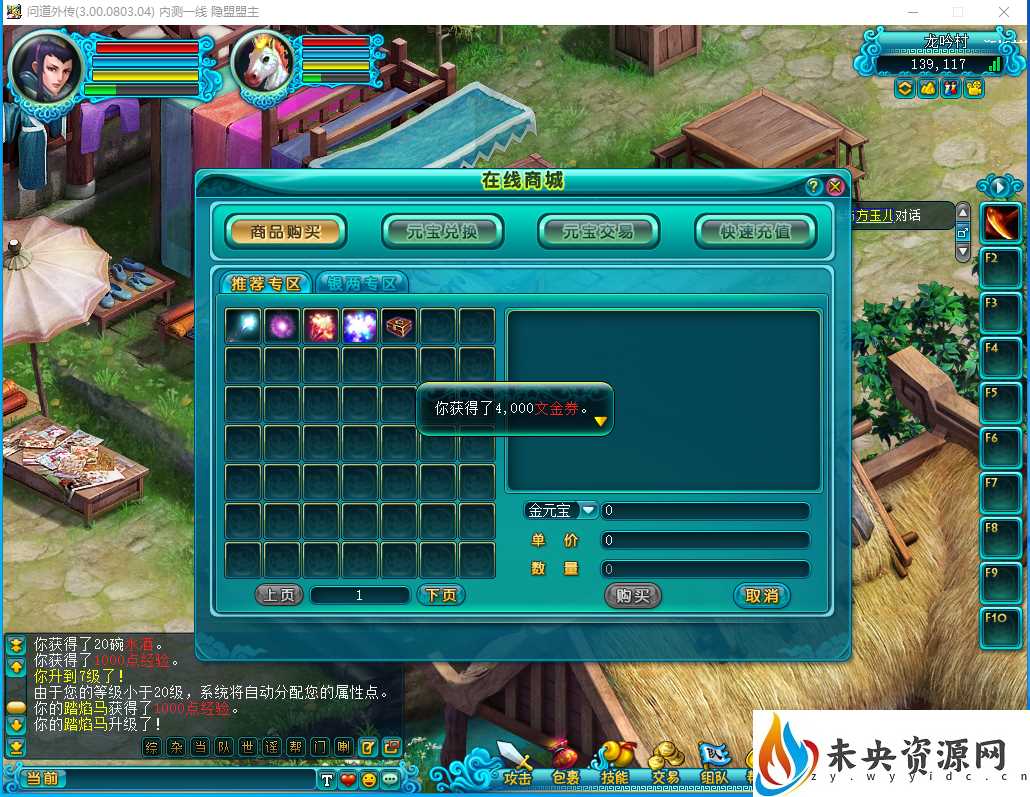 问道外传(3.00.0803.04) 内测一线 隐盟盟主
龙吟村
139,117
在线商城
商品购买 元宝兑换 元宝交易 快速充值
方玉儿对话
推荐专区 银两专区
F2
F3
F4
F5
F6
F7
F8
F9
F10
你获得了4,000文金券。
金元宝 0
单 价 0
数 量 0
上页 1 下页 购买 取消
你获得了20碗水酒。
你获得了1000点经验。
你升到7级了！
由于您的等级小于20级，系统将自动分配您的属性点。
你的踏焰马获得了1000点经验。
你的踏焰马升级了！
综 杂 当 队 世 谣 帮 门 喇
当前
T
攻击 包裹 技能 交易 组队
未央资源网
zy.wyyidc.cn